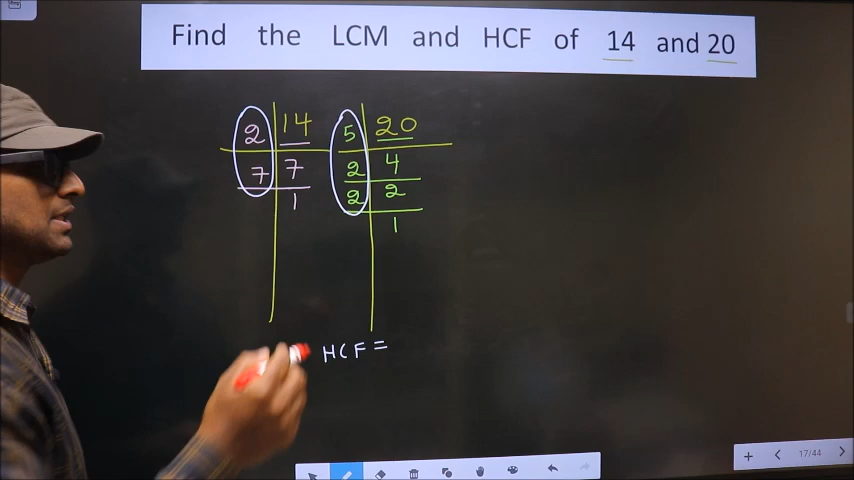 Find the LCM and HCF of 14 and 20
2 14 5 20
7 7 2 4
1 2 2
1
HCF =
17/44